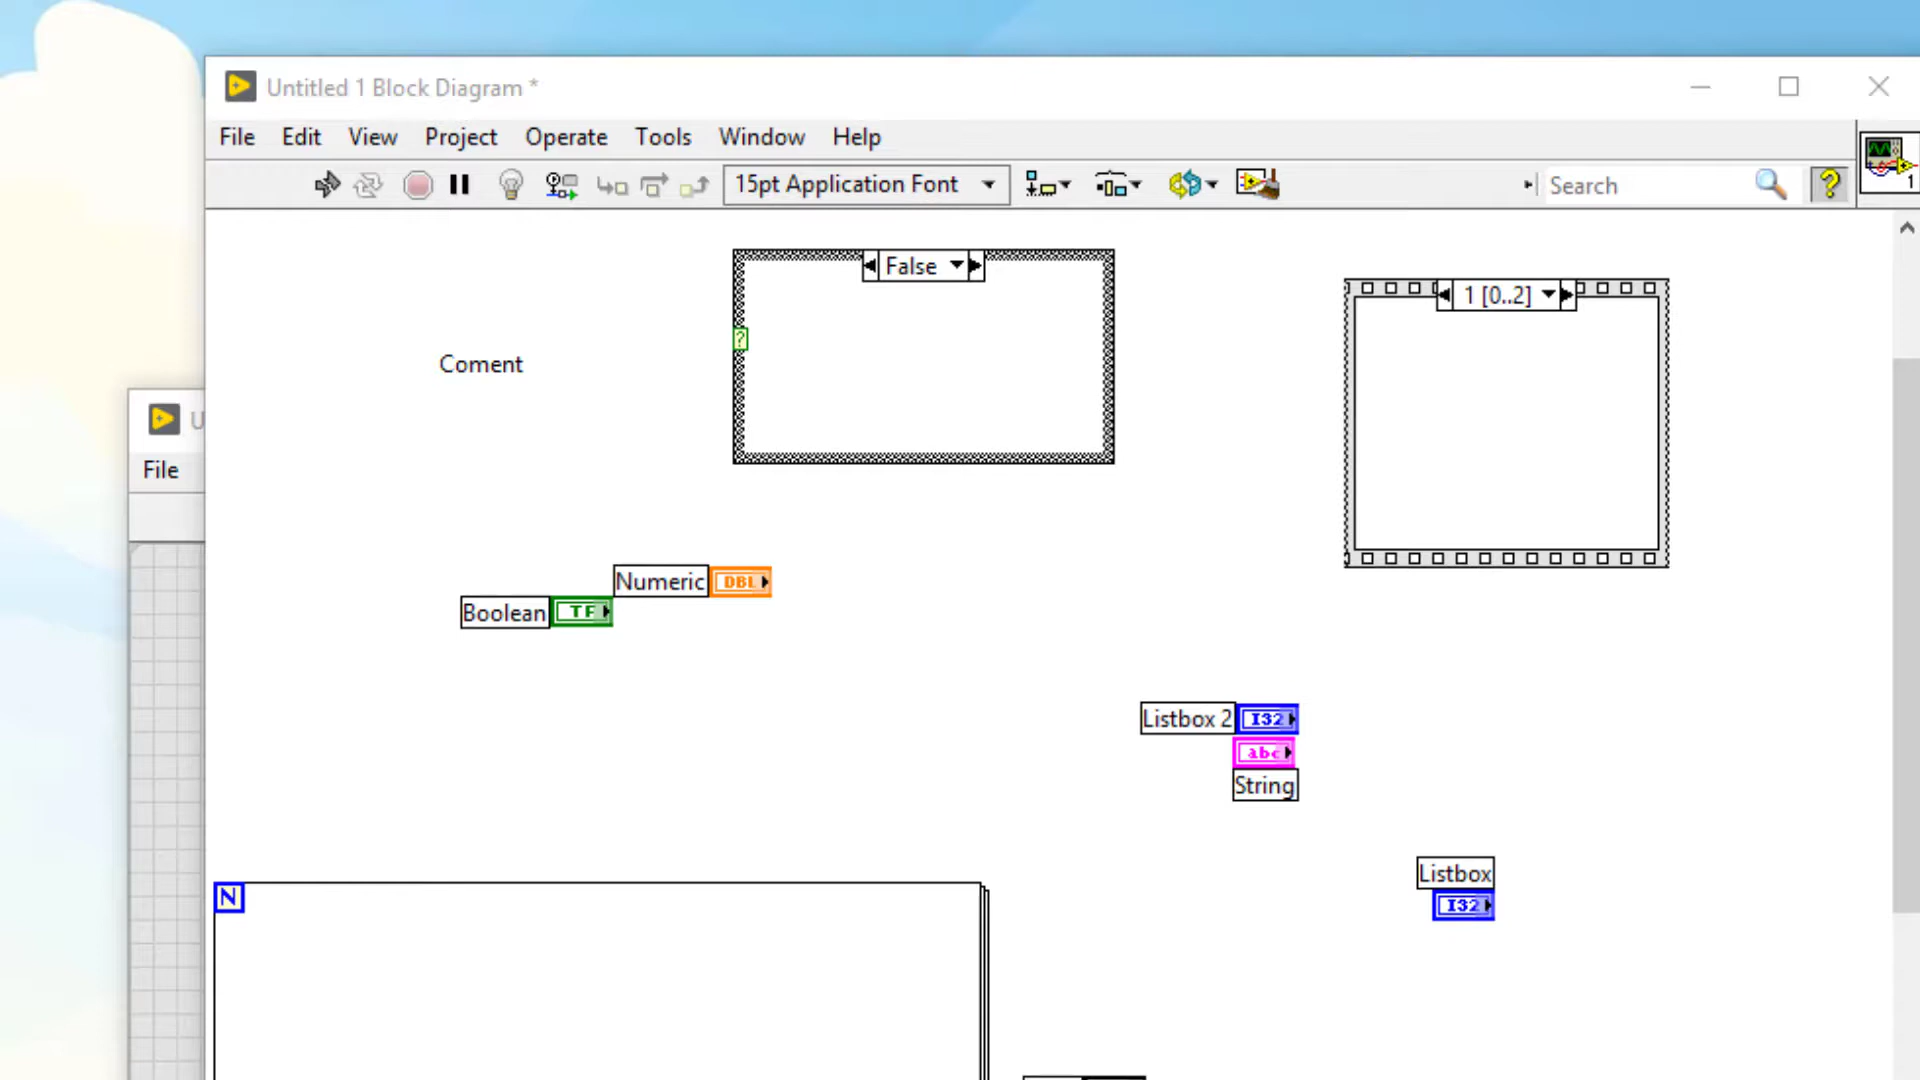 Untitled 1 Block Diagram *
File Edit View Project Operate Tools Window Help
15pt Application Font
Search
?
1
False
1 [0..2]
?
Coment
U
File
Numeric DBL
Boolean TF
Listbox 2 I32
abc
String
Listbox
I32
N